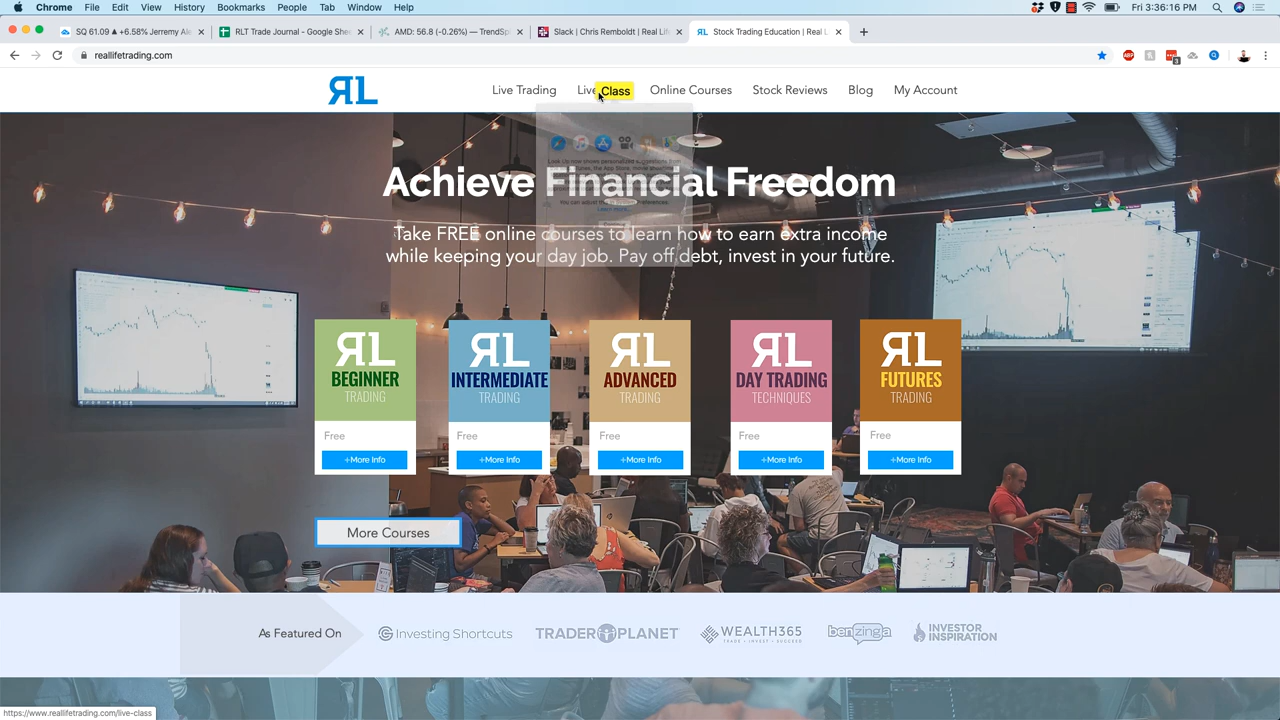 Chrome File Edit View History Bookmarks People Tab Window Help Fri 3:36:16 PM
SQ 61.09 ▲ +6.58% Jerremy Ale
RLT Trade Journal - Google She
AMD: 56.8 (-0.26%) — TrendSp
Slack | Chris Remboldt | Real Lif
Stock Trading Education | Real L
reallifetrading.com
3
RL
Live Trading Live Class Online Courses Stock Reviews Blog My Account
Achieve Financial Freedom
Take FREE online courses to learn how to earn extra income
while keeping your day job. Pay off debt, invest in your future.
RL RL RL RL RL
BEGINNER INTERMEDIATE ADVANCED DAY TRADING FUTURES
TRADING TRADING TRADING TECHNIQUES TRADING
Free Free Free Free Free
+More Info +More Info +More Info +More Info +More Info
More Courses
As Featured On Investing Shortcuts TRADER PLANET WEALTH365 benzinga INVESTOR
TRADE • INVEST • SUCCEED INSPIRATION
https://www.reallifetrading.com/live-class